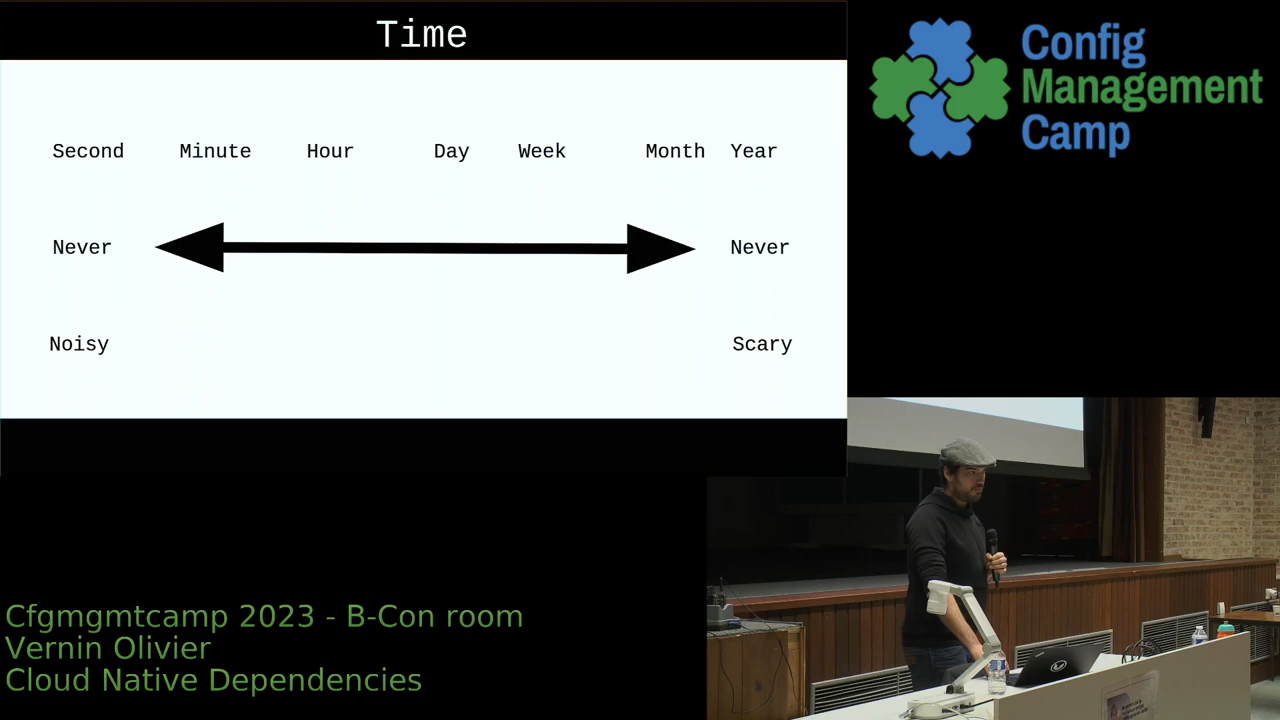 Time
Second Minute Hour Day Week Month Year
Never Never
Noisy Scary
Config
Management
Camp
Cfgmgmtcamp 2023 - B-Con room
Vernin Olivier
Cloud Native Dependencies